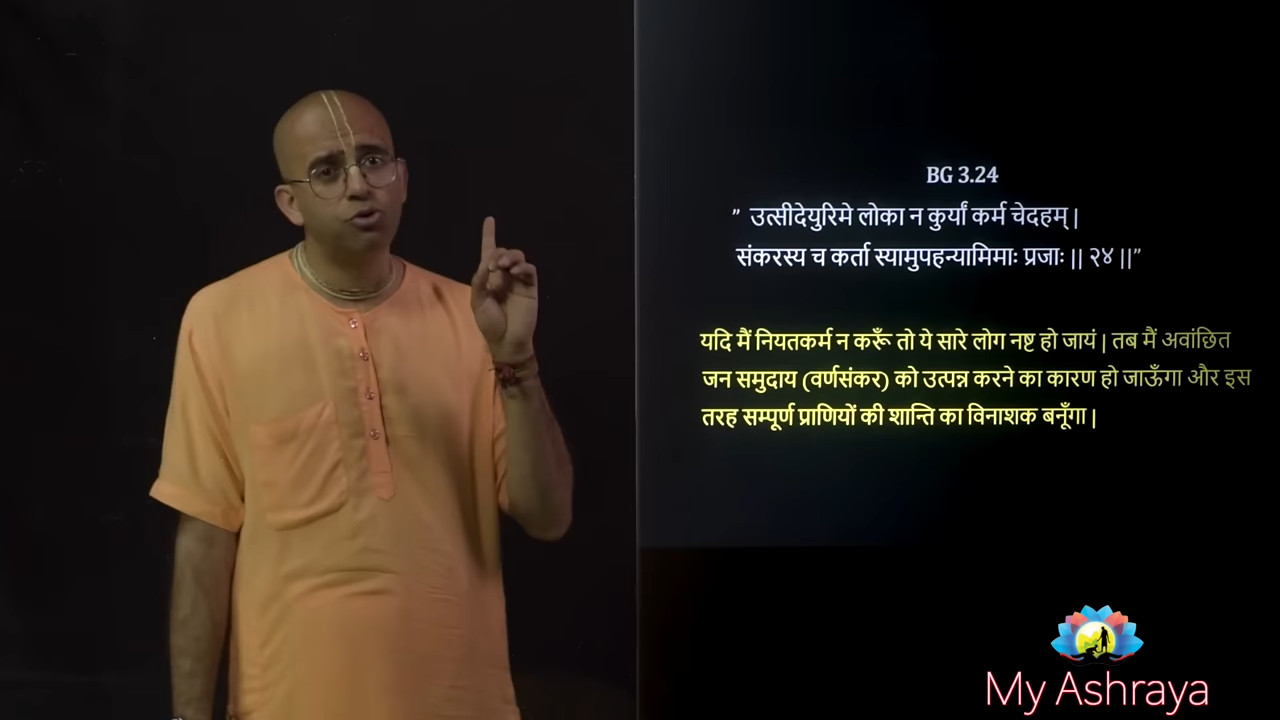 BG 3.24
” उत्सीदेयुरिमे लोका न कुर्यां कर्म चेदहम् |
संकरस्य च कर्ता स्यामुपहन्यामिमाः प्रजाः || २४ ||”
यदि मैं नियतकर्म न करूँ तो ये सारे लोग नष्ट हो जायं | तब मैं अवांछित
जन समुदाय (वर्णसंकर) को उत्पन्न करने का कारण हो जाऊँगा और इस
तरह सम्पूर्ण प्राणियों की शान्ति का विनाशक बनूँगा |
My Ashraya